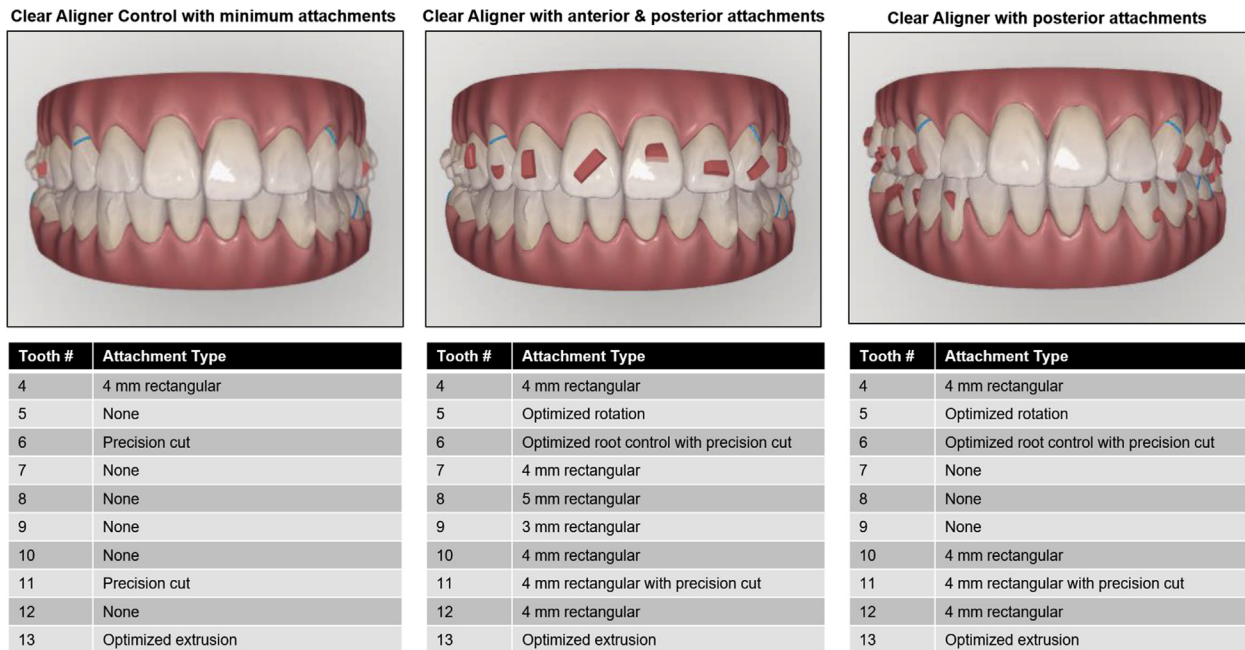 Clear Aligner Control with minimum attachments
Tooth # Attachment Type
4 4 mm rectangular
5 None
6 Precision cut
7 None
8 None
9 None
10 None
11 Precision cut
12 None
13 Optimized extrusion
Clear Aligner with anterior & posterior attachments
Tooth # Attachment Type
4 4 mm rectangular
5 Optimized rotation
6 Optimized root control with precision cut
7 4 mm rectangular
8 5 mm rectangular
9 3 mm rectangular
10 4 mm rectangular
11 4 mm rectangular with precision cut
12 4 mm rectangular
13 Optimized extrusion
Clear Aligner with posterior attachments
Tooth # Attachment Type
4 4 mm rectangular
5 Optimized rotation
6 Optimized root control with precision cut
7 None
8 None
9 None
10 4 mm rectangular
11 4 mm rectangular with precision cut
12 4 mm rectangular
13 Optimized extrusion